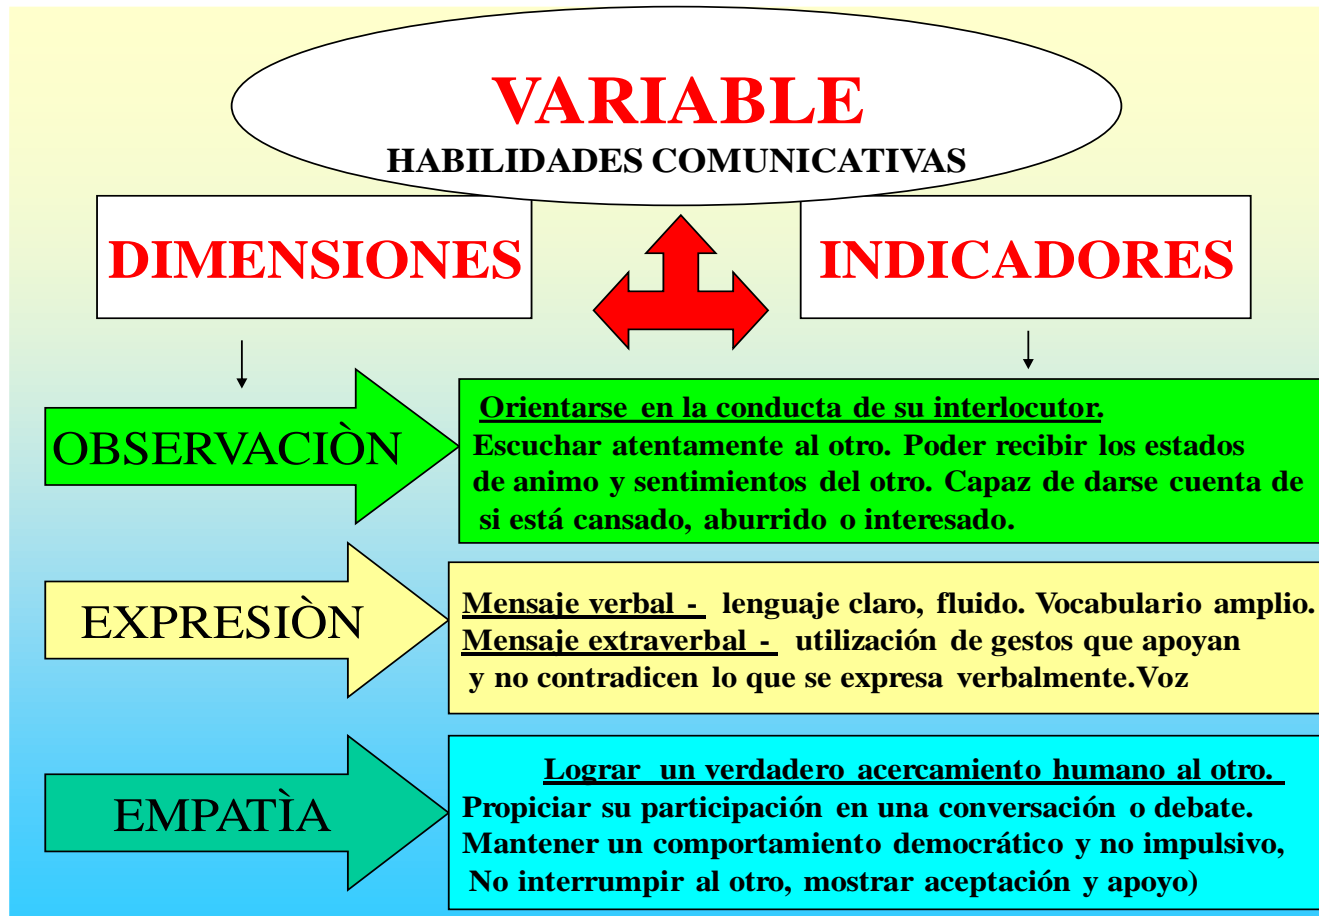 VARIABLE
HABILIDADES COMUNICATIVAS
DIMENSIONES
INDICADORES
OBSERVACIÒN
Orientarse en la conducta de su interlocutor.
Escuchar atentamente al otro. Poder recibir los estados
de animo y sentimientos del otro. Capaz de darse cuenta de
si está cansado, aburrido o interesado.
EXPRESIÒN
Mensaje verbal - lenguaje claro, fluido. Vocabulario amplio.
Mensaje extraverbal - utilización de gestos que apoyan
y no contradicen lo que se expresa verbalmente.Voz
EMPATÌA
Lograr un verdadero acercamiento humano al otro.
Propiciar su participación en una conversación o debate.
Mantener un comportamiento democrático y no impulsivo,
No interrumpir al otro, mostrar aceptación y apoyo)